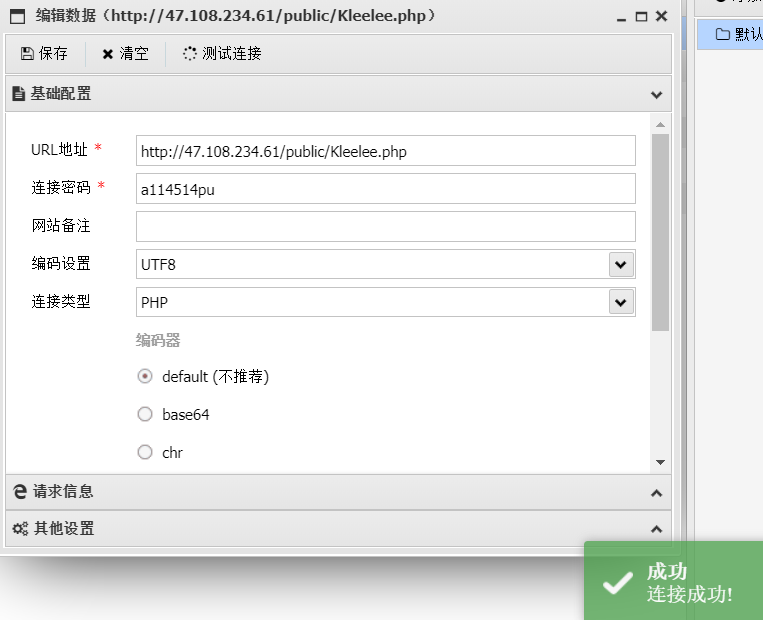 编辑数据（http://47.108.234.61/public/Kleelee.php）
保存 清空 测试连接
默认
基础配置
URL地址 * http://47.108.234.61/public/Kleelee.php
连接密码 * a114514pu
网站备注
编码设置 UTF8
连接类型 PHP
编码器
default (不推荐)
base64
chr
请求信息
其他设置
成功
连接成功!